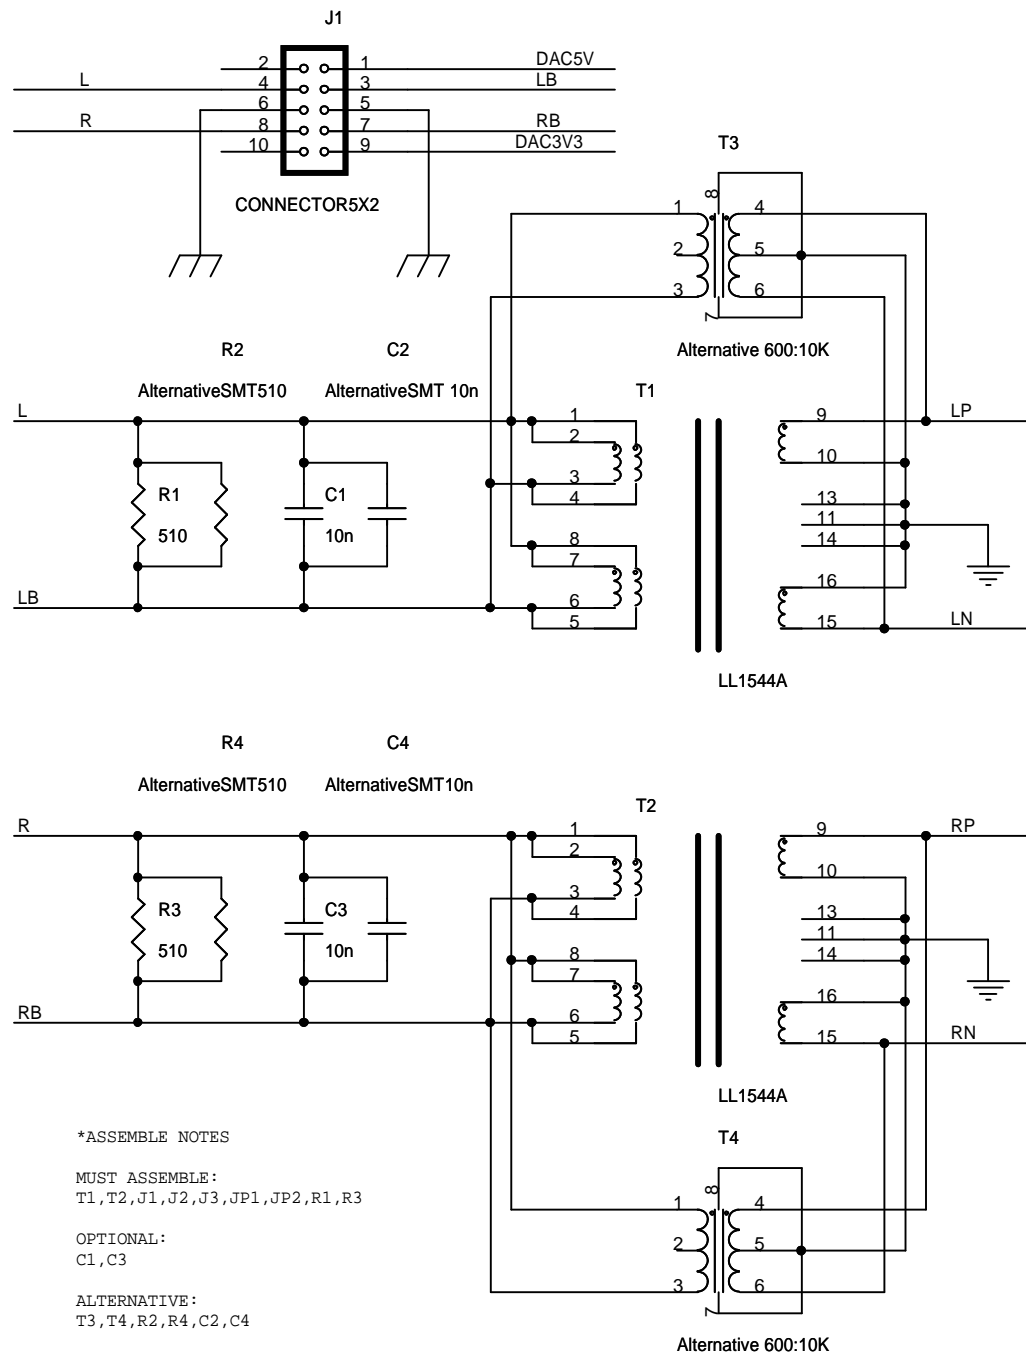 J1
2 1 DAC5V
L 4 3 LB
6 5
R 8 7 RB
10 9 DAC3V3
CONNECTOR5X2
T3
8
1 4
2 5
3 6
7
Alternative 600:10K
R2 C2
AlternativeSMT510 AlternativeSMT 10n T1
L 1 9 LP
2
10
R1 C1 3
4 13
510 10n 11
8 14
7
16
LB 6
5 15 LN
LL1544A
R4 C4
AlternativeSMT510 AlternativeSMT10n
T2
R 1 9 RP
2
10
R3 C3 3
4 13
510 10n 11
8 14
7
16
RB 6
5 15 RN
LL1544A
T4
8
1 4
2 5
3 6
7
Alternative 600:10K
*ASSEMBLE NOTES
MUST ASSEMBLE:
T1,T2,J1,J2,J3,JP1,JP2,R1,R3
OPTIONAL:
C1,C3
ALTERNATIVE:
T3,T4,R2,R4,C2,C4